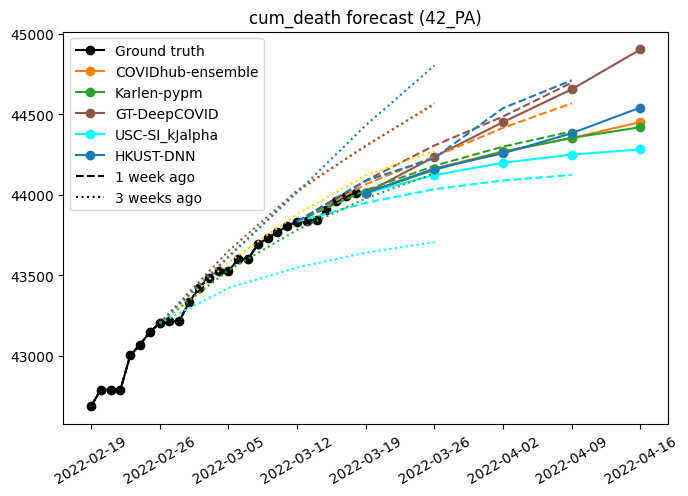 cum_death forecast (42_PA)
45000
44500
44000
43500
43000
Ground truth
COVIDhub-ensemble
Karlen-pypm
GT-DeepCOVID
USC-SI_kJalpha
HKUST-DNN
1 week ago
3 weeks ago
2022-02-19
2022-02-26
2022-03-05
2022-03-12
2022-03-19
2022-03-26
2022-04-02
2022-04-09
2022-04-16